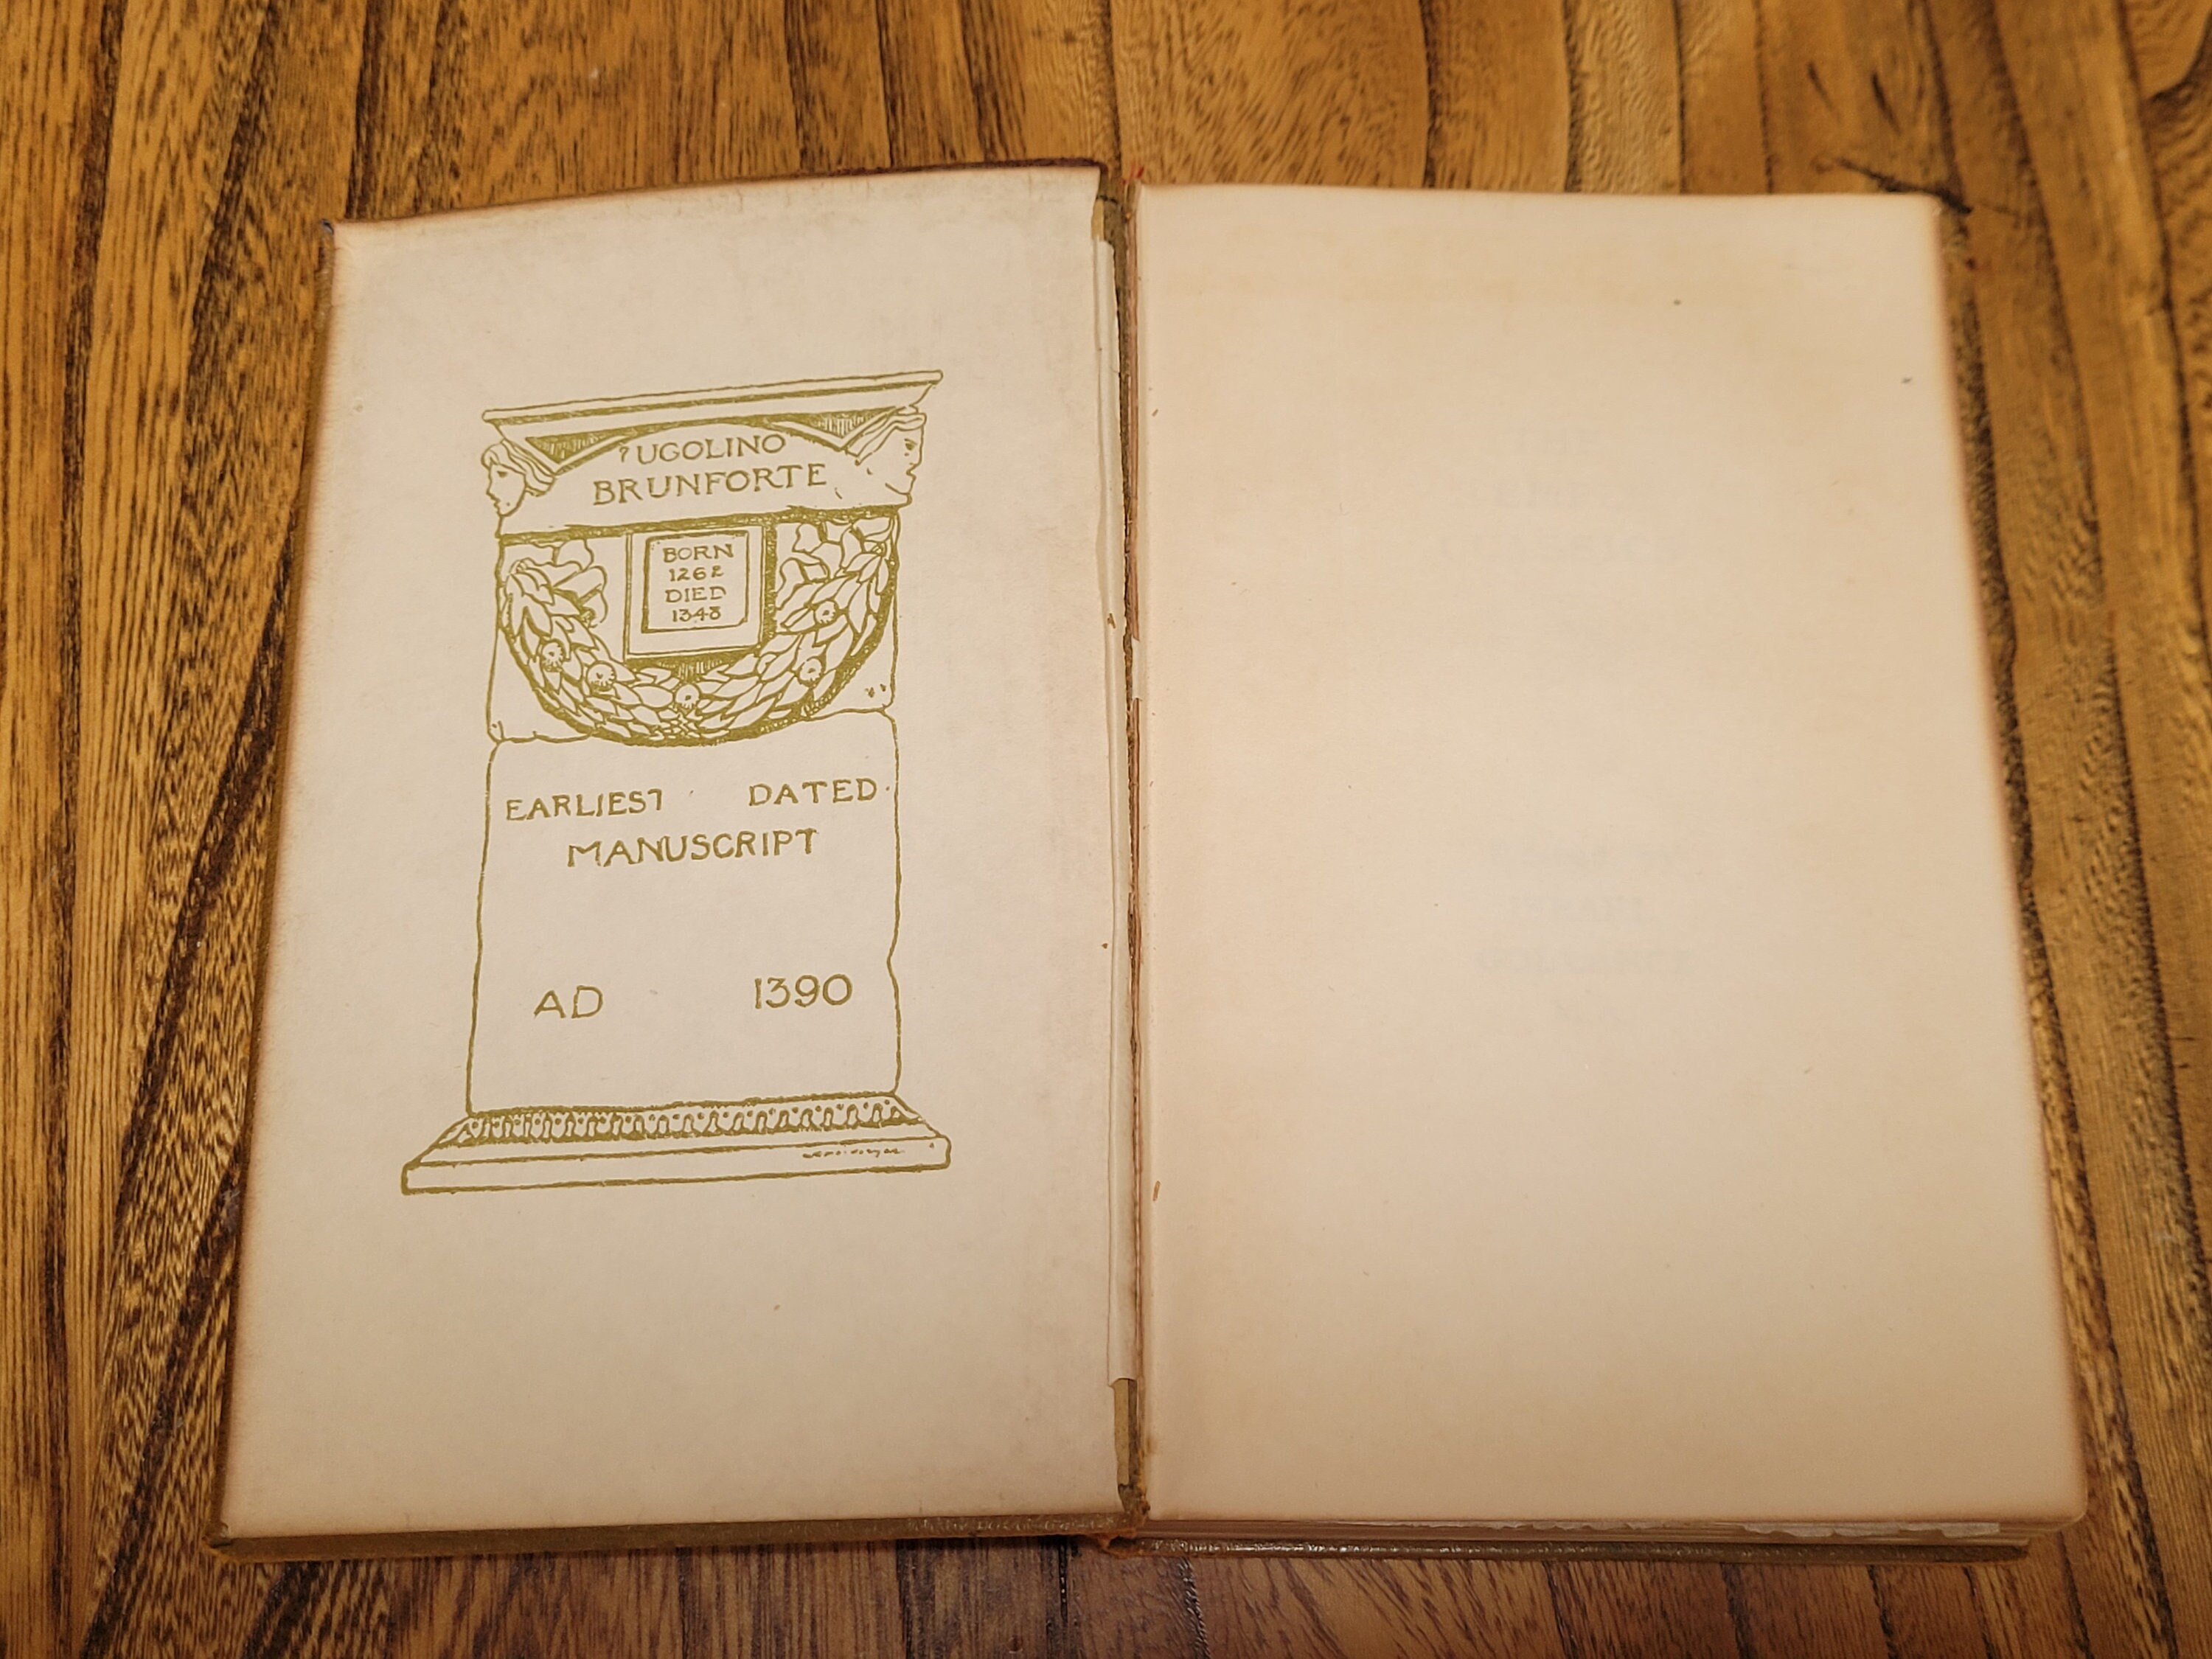 ? UGOLINO
BRUNFORTE
BORN
1262
DIED
1348
EARLIEST DATED
MANUSCRIPT
AD 1390